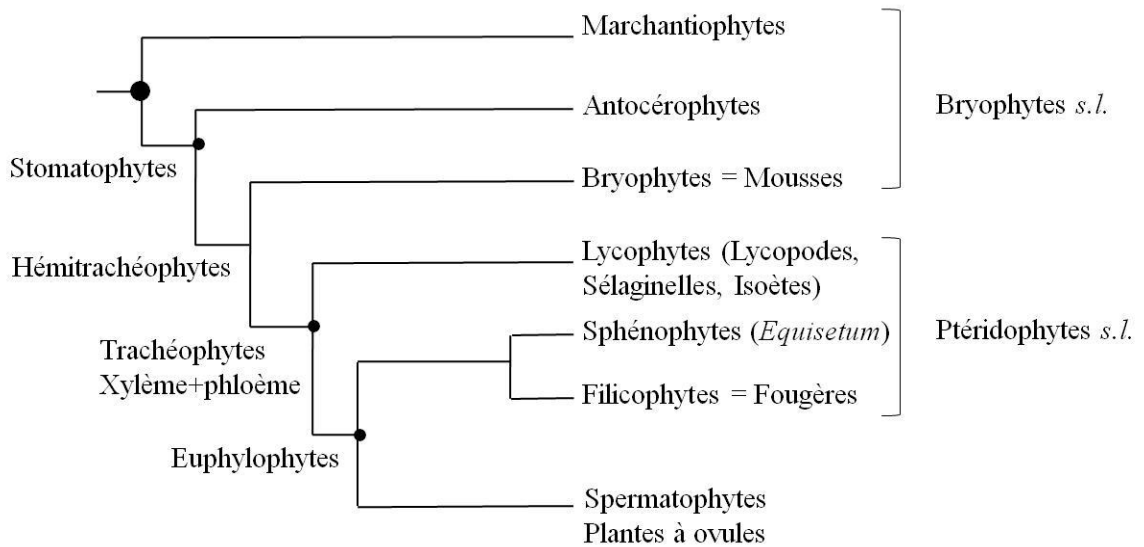 Marchantiophytes
Antocérophytes
Bryophytes s.l.
Stomatophytes
Bryophytes = Mousses
Hémitrachéophytes
Lycophytes (Lycopodes,
Sélaginelles, Isoètes)
Sphénophytes (Equisetum)
Ptéridophytes s.l.
Trachéophytes
Xylème+phloème
Filicophytes = Fougères
Euphylophytes
Spermatophytes
Plantes à ovules